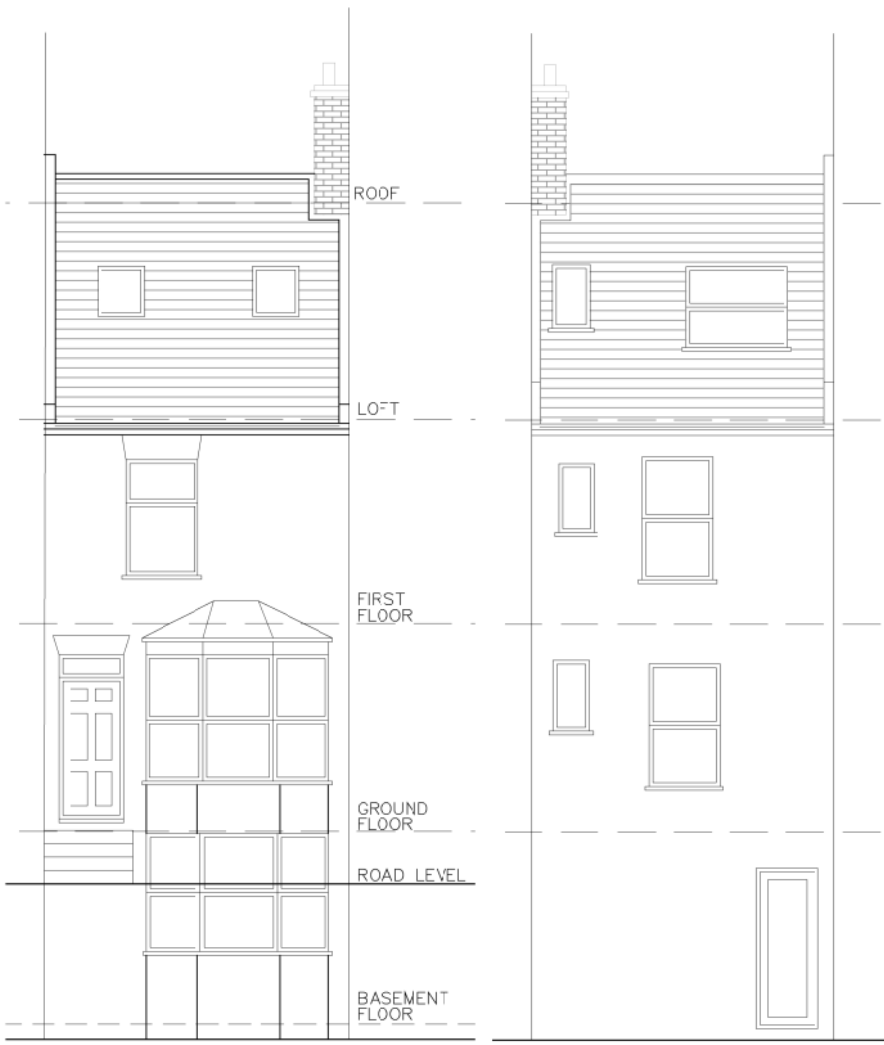 ROOF
LOFT
FIRST
FLOOR
GROUND
FLOOR
ROAD LEVEL
BASEMENT
FLOOR